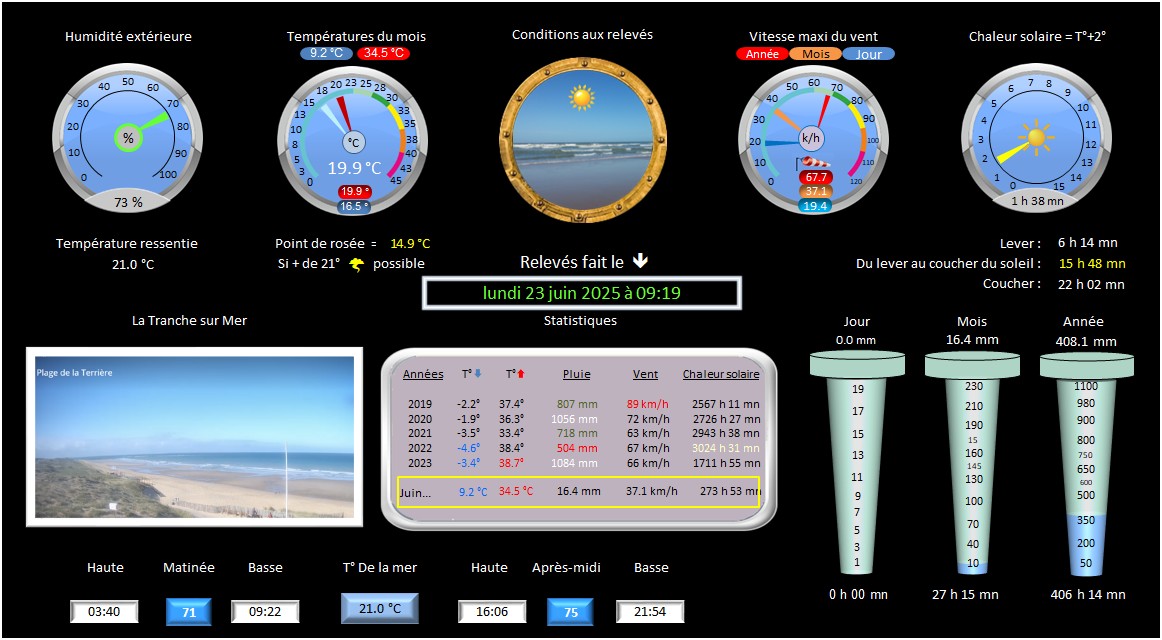 Humidité extérieure
Températures du mois
Conditions aux relevés
Vitesse maxi du vent
Chaleur solaire = T°+2°
9.2 °C 34.5 °C
Année Mois Jour
0 10 20 30 40 50 60 70 80 90 100
%
73 %
0 3 5 8 10 13 15 18 20 23 25 28 30 33 35 38 40 43 45
°C
19.9 °C
19.9 °
16.5 °
0 10 20 30 40 50 60 70 80 90 100 110 120
k/h
67.7
37.1
19.4
0 1 2 3 4 5 6 7 8 9 10 11 12 13 14 15
1 h 38 mn
Température ressentie
21.0 °C
Point de rosée = 14.9 °C
Si + de 21° possible
Relevés fait le
lundi 23 juin 2025 à 09:19
Lever : 6 h 14 mn
Du lever au coucher du soleil : 15 h 48 mn
Coucher : 22 h 02 mn
La Tranche sur Mer
Plage de la Terrière
Statistiques
Années T° T° Pluie Vent Chaleur solaire
2019 -2.2° 37.4° 807 mm 89 km/h 2567 h 11 mn
2020 -1.9° 36.3° 1056 mm 72 km/h 2726 h 27 mn
2021 -3.5° 33.4° 718 mm 63 km/h 2943 h 38 mn
2022 -4.6° 38.4° 504 mm 67 km/h 3024 h 31 mn
2023 -3.4° 38.7° 1084 mm 66 km/h 1711 h 55 mn
Juin... 9.2 °C 34.5 °C 16.4 mm 37.1 km/h 273 h 53 mn
Jour
0.0 mm
19
17
15
13
11
9
7
5
3
1
0 h 00 mn
Mois
16.4 mm
230
210
190
15
160
145
130
100
70
40
10
27 h 15 mn
Année
408.1 mm
1100
980
900
800
750
650
600
500
350
200
50
406 h 14 mn
Haute Matinée Basse T° De la mer Haute Après-midi Basse
03:40 71 09:22 21.0 °C 16:06 75 21:54